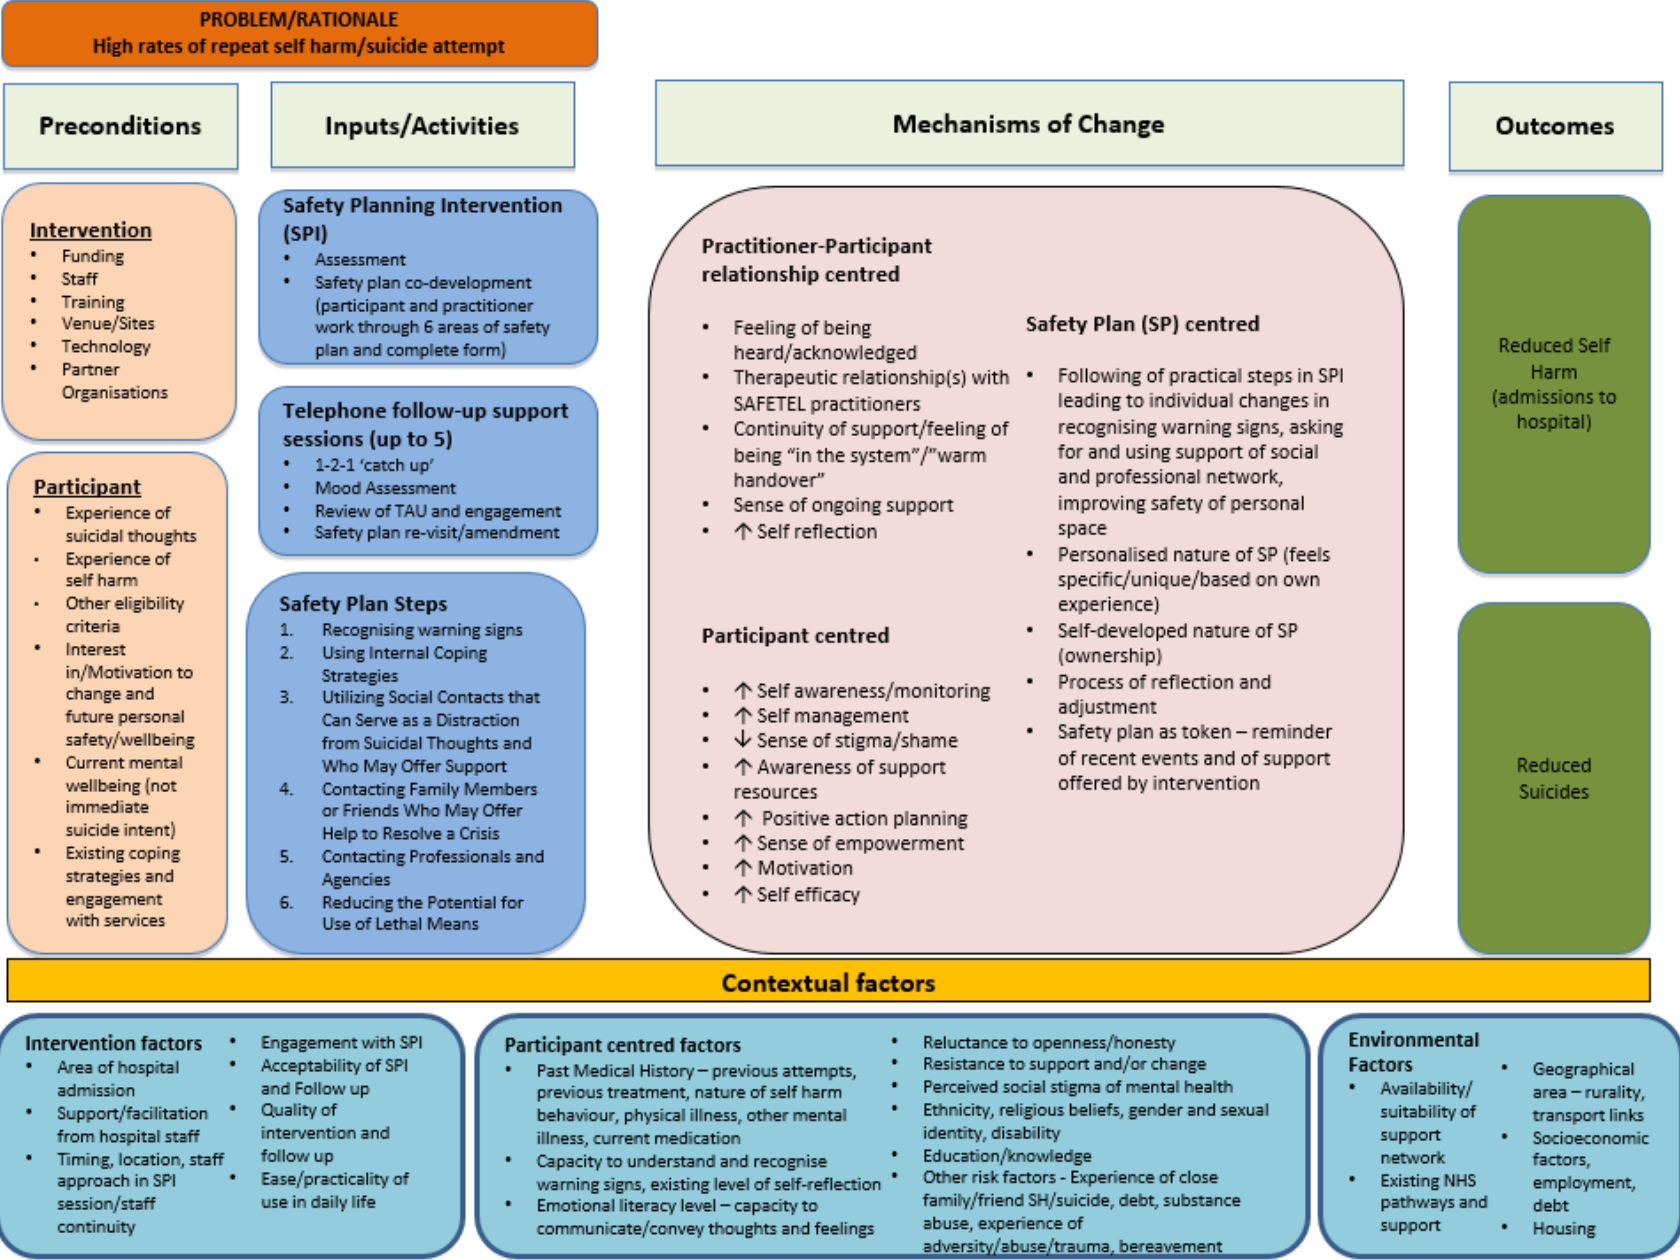 PROBLEM/RATIONALE
High rates of repeat self harm/suicide attempt
Preconditions
Inputs/Activities
Mechanisms of Change
Outcomes
Intervention
• Funding
• Staff
• Training
• Venue/Sites
• Technology
• Partner
Organisations
Participant
• Experience of
suicidal thoughts
• Experience of
self harm
• Other eligibility
criteria
• Interest
in/Motivation to
change and
future personal
safety/wellbeing
• Current mental
wellbeing (not
immediate
suicide intent)
• Existing coping
strategies and
engagement
with services
Safety Planning Intervention
(SPI)
• Assessment
• Safety plan co-development
(participant and practitioner
work through 6 areas of safety
plan and complete form)
Telephone follow-up support
sessions (up to 5)
• 1-2-1 ‘catch up’
• Mood Assessment
• Review of TAU and engagement
• Safety plan re-visit/amendment
Safety Plan Steps
1. Recognising warning signs
2. Using Internal Coping
Strategies
3. Utilizing Social Contacts that
Can Serve as a Distraction
from Suicidal Thoughts and
Who May Offer Support
4. Contacting Family Members
or Friends Who May Offer
Help to Resolve a Crisis
5. Contacting Professionals and
Agencies
6. Reducing the Potential for
Use of Lethal Means
Practitioner-Participant
relationship centred
• Feeling of being
heard/acknowledged
• Therapeutic relationship(s) with
SAFETEL practitioners
• Continuity of support/feeling of
being “in the system”/”warm
handover”
• Sense of ongoing support
• ↑ Self reflection
Participant centred
• ↑ Self awareness/monitoring
• ↑ Self management
• ↓ Sense of stigma/shame
• ↑ Awareness of support
resources
• ↑ Positive action planning
• ↑ Sense of empowerment
• ↑ Motivation
• ↑ Self efficacy
Safety Plan (SP) centred
• Following of practical steps in SPI
leading to individual changes in
recognising warning signs, asking
for and using support of social
and professional network,
improving safety of personal
space
• Personalised nature of SP (feels
specific/unique/based on own
experience)
• Self-developed nature of SP
(ownership)
• Process of reflection and
adjustment
• Safety plan as token – reminder
of recent events and of support
offered by intervention
Reduced Self
Harm
(admissions to
hospital)
Reduced
Suicides
Contextual factors
Intervention factors
• Area of hospital
admission
• Support/facilitation
from hospital staff
• Timing, location, staff
approach in SPI
session/staff
continuity
• Engagement with SPI
• Acceptability of SPI
and Follow up
• Quality of
intervention and
follow up
• Ease/practicality of
use in daily life
Participant centred factors
• Past Medical History – previous attempts,
previous treatment, nature of self harm
behaviour, physical illness, other mental
illness, current medication
• Capacity to understand and recognise
warning signs, existing level of self-reflection
• Emotional literacy level – capacity to
communicate/convey thoughts and feelings
• Reluctance to openness/honesty
• Resistance to support and/or change
• Perceived social stigma of mental health
• Ethnicity, religious beliefs, gender and sexual
identity, disability
• Education/knowledge
• Other risk factors - Experience of close
family/friend SH/suicide, debt, substance
abuse, experience of
adversity/abuse/trauma, bereavement
Environmental
Factors
• Availability/
suitability of
support
network
• Existing NHS
pathways and
support
• Geographical
area – rurality,
transport links
• Socioeconomic
factors,
employment,
debt
• Housing